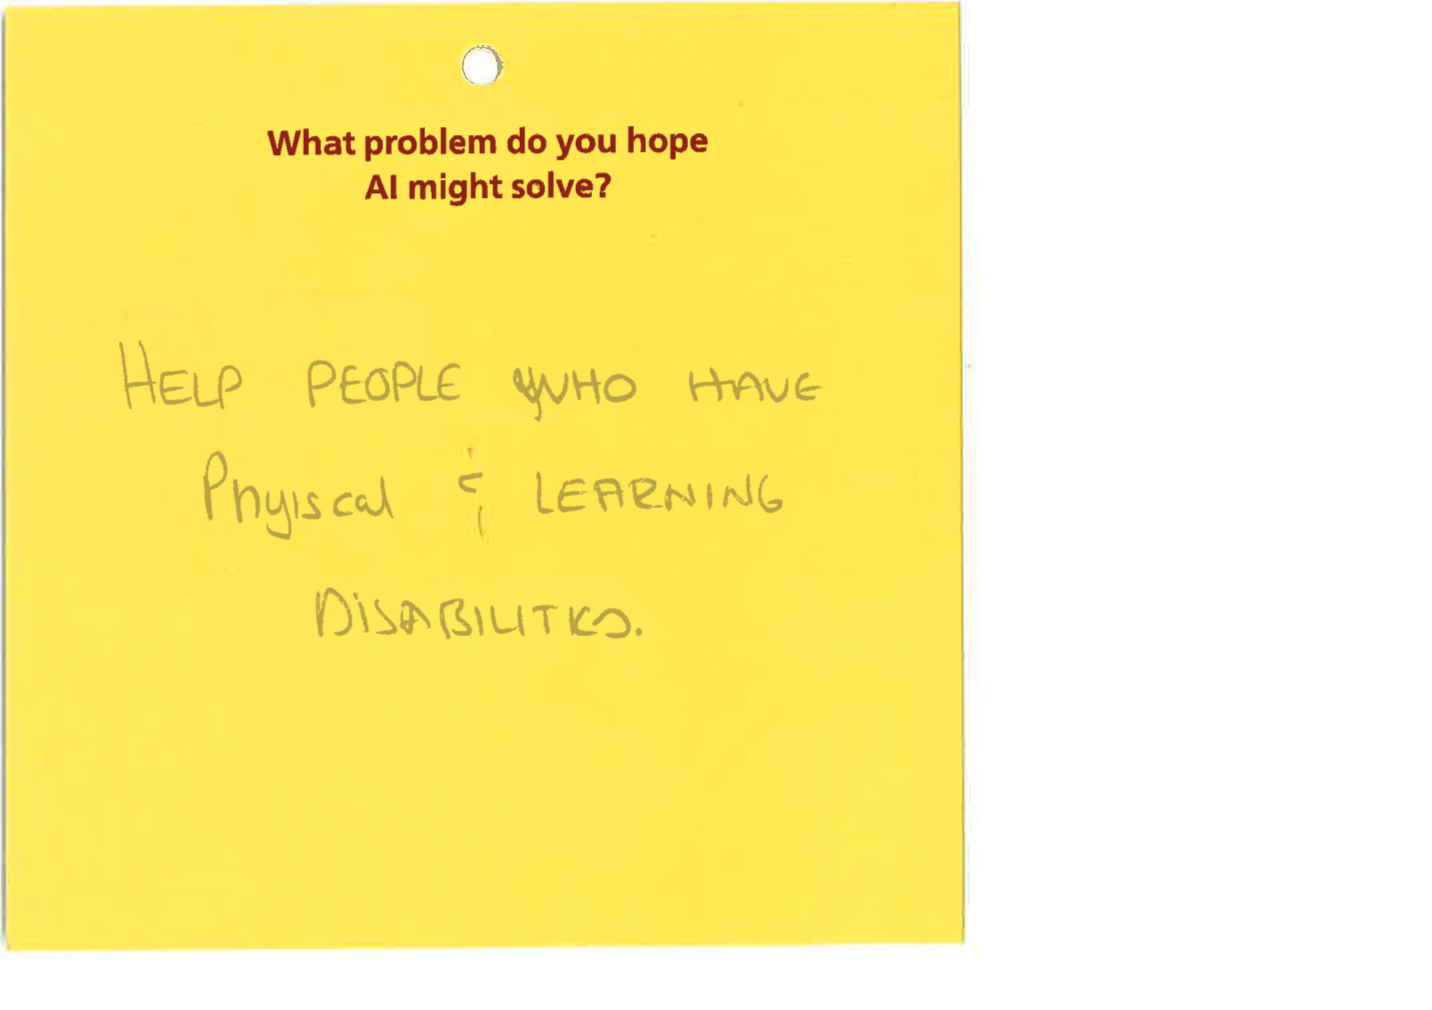 What problem do you hope
AI might solve?
HELP PEOPLE WHO HAVE
Phyiscal & LEARNING
DISABILITIES.